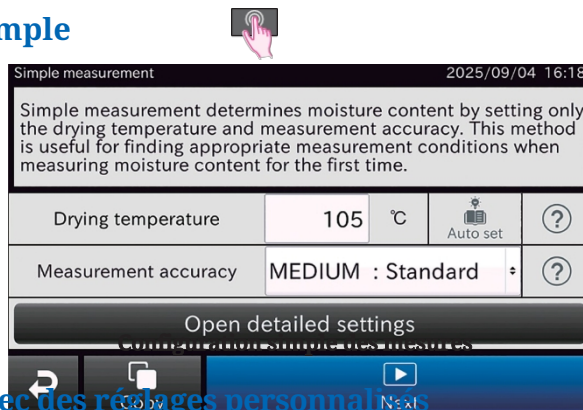 mple
Simple measurement 2025/09/04 16:18
Simple measurement determines moisture content by setting only
the drying temperature and measurement accuracy. This method
is useful for finding appropriate measurement conditions when
measuring moisture content for the first time.
Drying temperature 105 ℃ Auto set ?
Measurement accuracy MEDIUM : Standard ?
Open detailed settings
Configuration simple des mesures
Copy Next
ec des réglages personnalisés